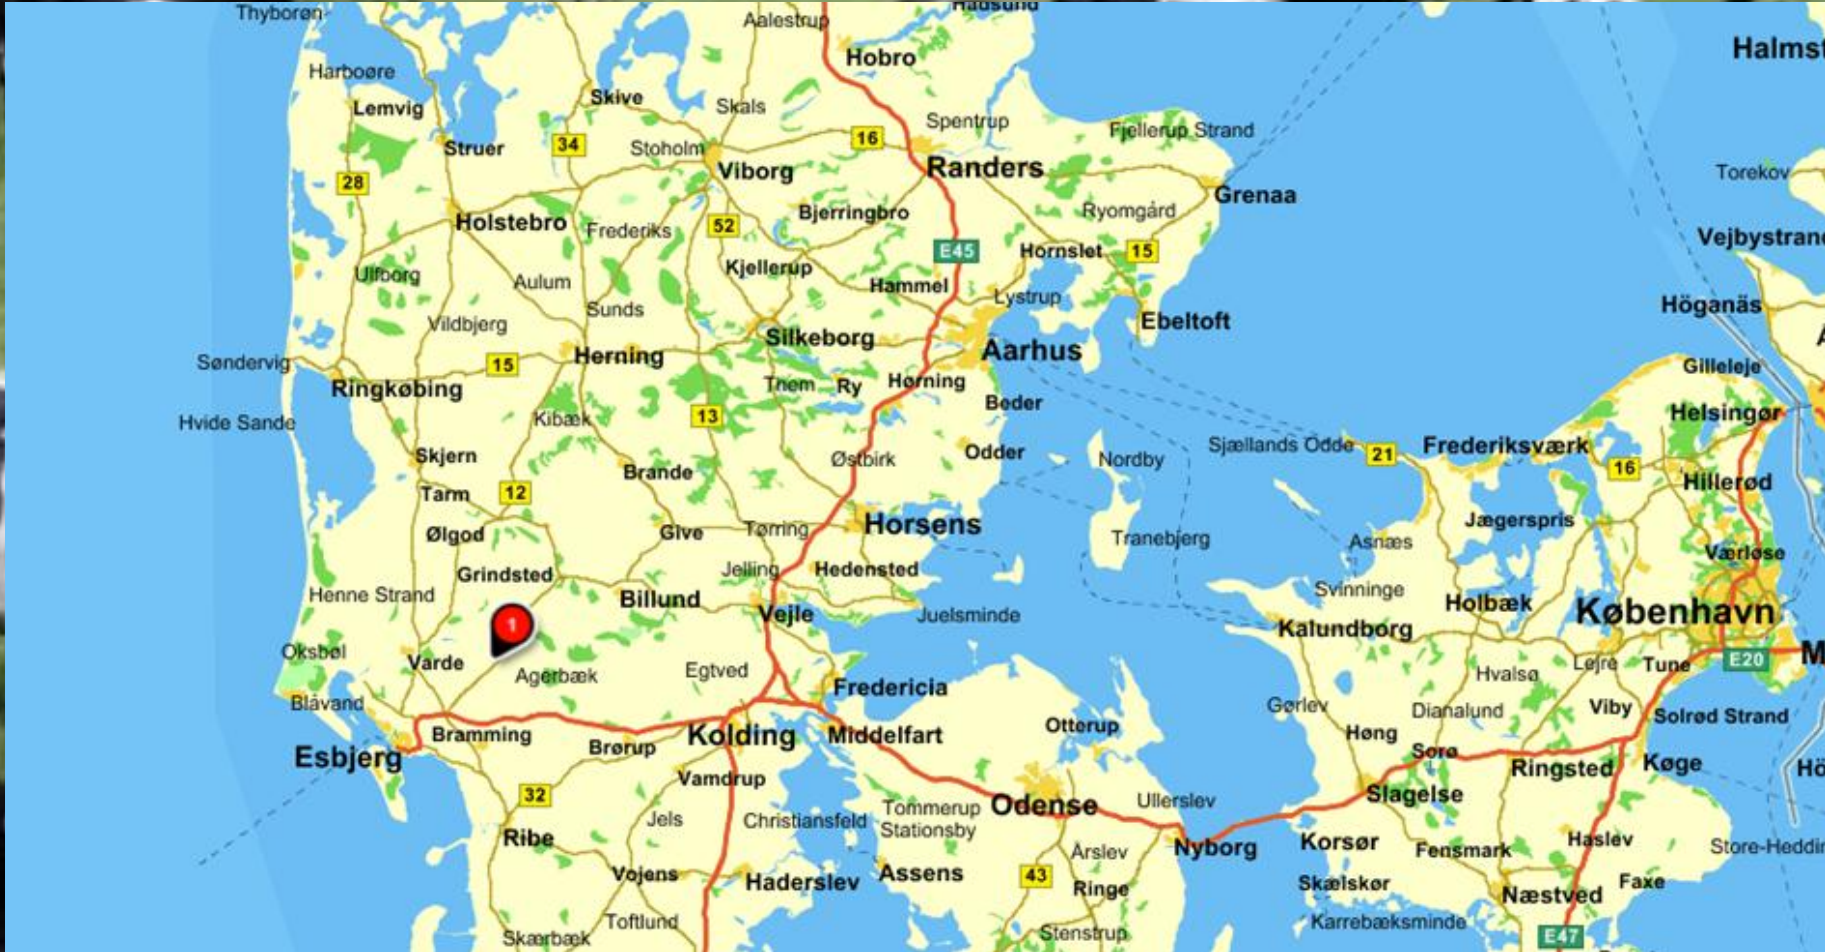 Thyborøn
Aalestrup
Hadsund
Hobro
Halmst
Harboøre
Lemvig
Skive
Skals
Spentrup
Fjellerup Strand
Struer
34
Stoholm
16
Viborg
Randers
Torekov
28
Grenaa
Holstebro
Frederiks
52
Bjerringbro
Ryomgård
Vejbystrand
E45
Hornslet
15
Ulfborg
Aulum
Kjellerup
Hammel
Lystrup
Höganäs
Vildbjerg
Sunds
Silkeborg
Ebeltoft
Søndervig
15
Herning
Aarhus
Gilleleje
Ringkøbing
Them
Ry
Hørning
Beder
Hvide Sande
Kibæk
13
Helsingør
Skjern
Brande
Østbirk
Odder
Nordby
Sjællands Odde
21
Frederiksværk
16
Hillerød
Tarm
12
Ølgod
Give
Tørring
Horsens
Tranebjerg
Asnæs
Jægerspris
Værløse
Grindsted
Jelling
Hedensted
Henne Strand
Billund
Vejle
Juelsminde
Svinninge
Holbæk
København
1
Kalundborg
Oksbøl
Varde
Agerbæk
Egtved
Hvalsø
Lejre
Tune
E20
M
Blåvand
Fredericia
Gørlev
Dianalund
Viby
Solrød Strand
Bramming
Brørup
Kolding
Middelfart
Otterup
Høng
Sorø
Ringsted
Køge
Hö
Esbjerg
Vamdrup
32
Jels
Christiansfeld
Tommerup
Stationsby
Odense
Ullerslev
Slagelse
Ribe
Årslev
Nyborg
Korsør
Fensmark
Haslev
Store-Heddin
Vojens
Haderslev
Assens
43
Ringe
Skælskør
Næstved
Faxe
Skærbæk
Toftlund
Stenstrup
Karrebæksminde
E47